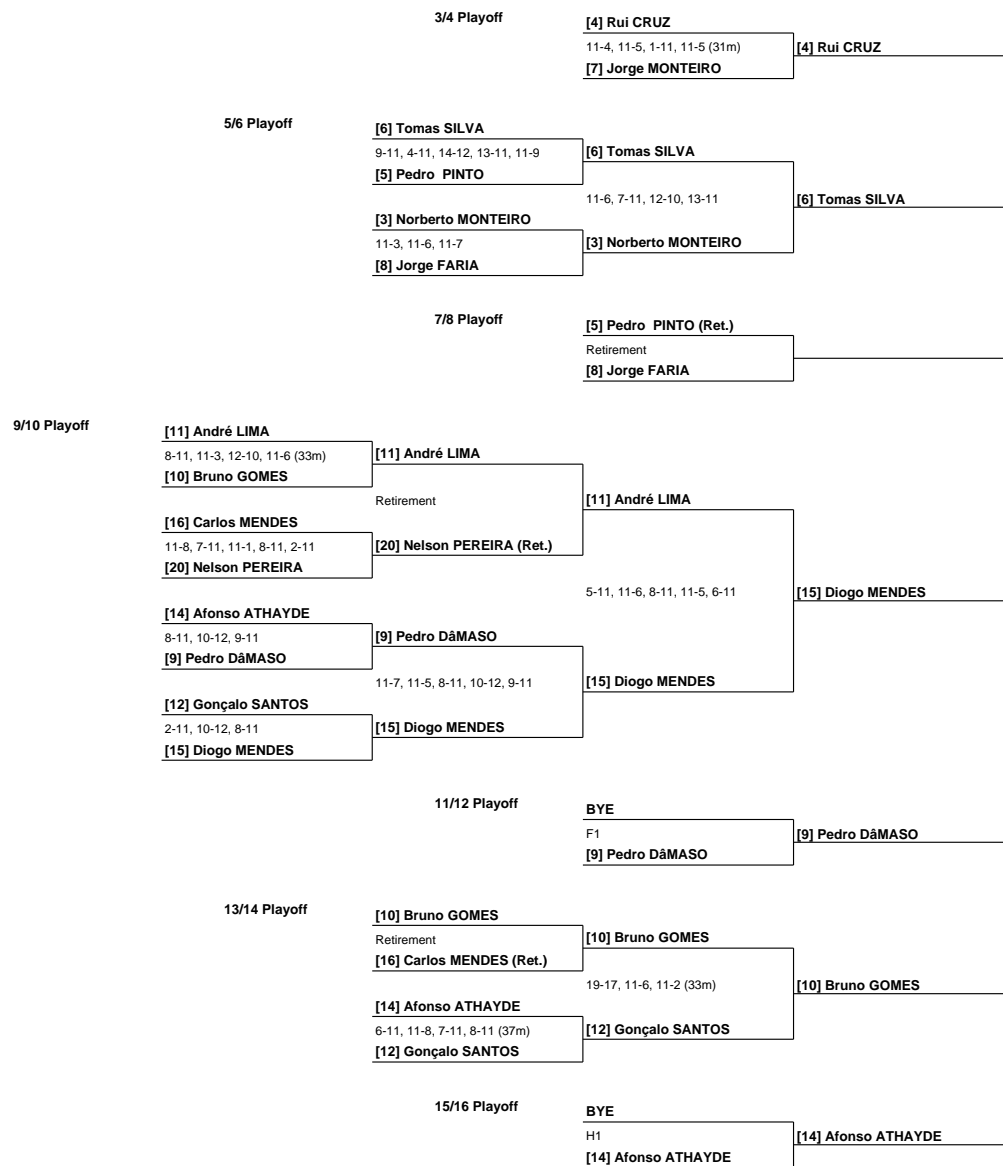 3/4 Playoff
[4] Rui CRUZ
11-4, 11-5, 1-11, 11-5 (31m)
[4] Rui CRUZ
[7] Jorge MONTEIRO
5/6 Playoff
[6] Tomas SILVA
9-11, 4-11, 14-12, 13-11, 11-9
[6] Tomas SILVA
[5] Pedro  PINTO
11-6, 7-11, 12-10, 13-11
[6] Tomas SILVA
[3] Norberto MONTEIRO
11-3, 11-6, 11-7
[3] Norberto MONTEIRO
[8] Jorge FARIA
7/8 Playoff
[5] Pedro  PINTO (Ret.)
Retirement
[8] Jorge FARIA
9/10 Playoff
[11] André LIMA
8-11, 11-3, 12-10, 11-6 (33m)
[11] André LIMA
[10] Bruno GOMES
Retirement
[11] André LIMA
[16] Carlos MENDES
11-8, 7-11, 11-1, 8-11, 2-11
[20] Nelson PEREIRA (Ret.)
[20] Nelson PEREIRA
5-11, 11-6, 8-11, 11-5, 6-11
[15] Diogo MENDES
[14] Afonso ATHAYDE
8-11, 10-12, 9-11
[9] Pedro DâMASO
[9] Pedro DâMASO
11-7, 11-5, 8-11, 10-12, 9-11
[15] Diogo MENDES
[12] Gonçalo SANTOS
2-11, 10-12, 8-11
[15] Diogo MENDES
[15] Diogo MENDES
11/12 Playoff
BYE
F1
[9] Pedro DâMASO
[9] Pedro DâMASO
13/14 Playoff
[10] Bruno GOMES
Retirement
[10] Bruno GOMES
[16] Carlos MENDES (Ret.)
19-17, 11-6, 11-2 (33m)
[10] Bruno GOMES
[14] Afonso ATHAYDE
6-11, 11-8, 7-11, 8-11 (37m)
[12] Gonçalo SANTOS
[12] Gonçalo SANTOS
15/16 Playoff
BYE
H1
[14] Afonso ATHAYDE
[14] Afonso ATHAYDE